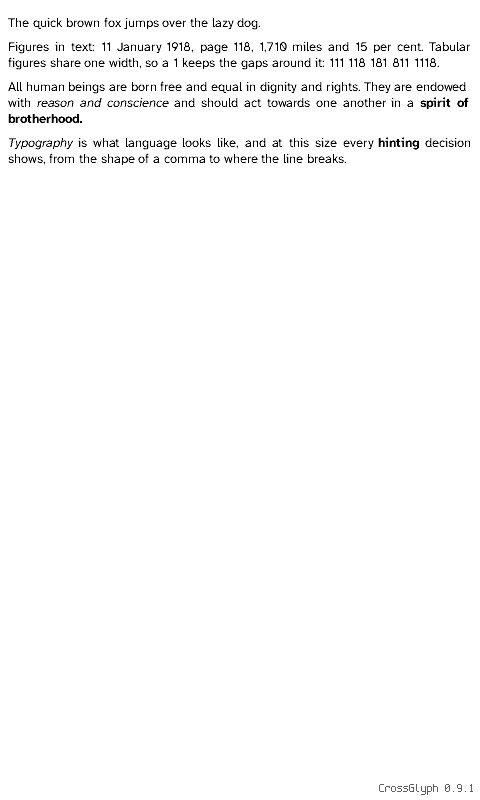 The quick brown fox jumps over the lazy dog.
Figures in text: 11 January 1918, page 118, 1,710 miles and 15 per cent. Tabular
figures share one width, so a 1 keeps the gaps around it: 111 118 181 811 1118.
All human beings are born free and equal in dignity and rights. They are endowed
with reason and conscience and should act towards one another in a spirit of
brotherhood.
Typography is what language looks like, and at this size every hinting decision
shows, from the shape of a comma to where the line breaks.
CrossGlyph 0.9.1